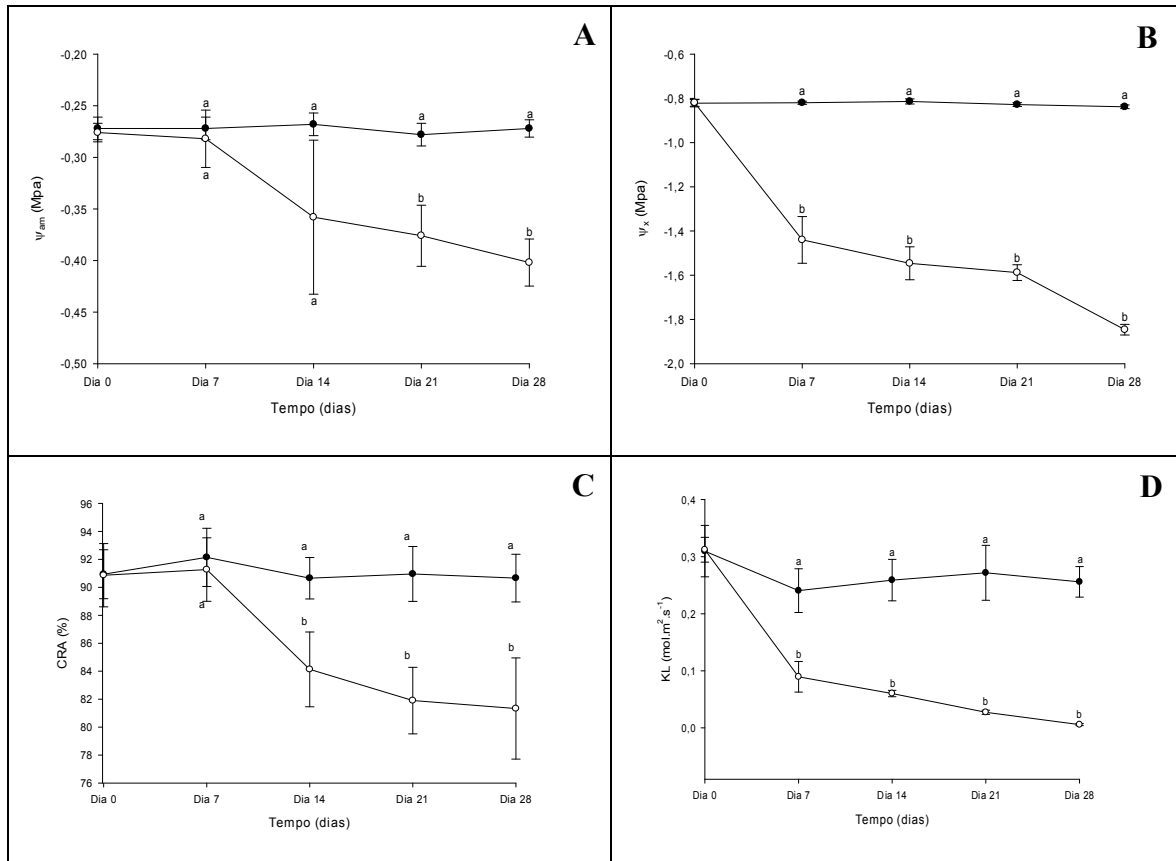 A
-0,20
-0,25
-0,30
-0,35
-0,40
-0,45
-0,50
Ψam (Mpa)
a
a
a
a
a
a
b
b
Dia 0 Dia 7 Dia 14 Dia 21 Dia 28
Tempo (dias)
B
-0,6
-0,8
-1,0
-1,2
-1,4
-1,6
-1,8
-2,0
Ψx (Mpa)
a a a a
b
b
b
b
Dia 0 Dia 7 Dia 14 Dia 21 Dia 28
Tempo (dias)
C
96
94
92
90
88
86
84
82
80
78
76
CRA (%)
a
a
a
a
a
b
b
b
Dia 0 Dia 7 Dia 14 Dia 21 Dia 28
Tempo (dias)
D
0,4
0,3
0,2
0,1
0,0
KL (mol.m².s⁻¹)
a
a
a
a
b
b
b
b
Dia 0 Dia 7 Dia 14 Dia 21 Dia 28
Tempo (dias)